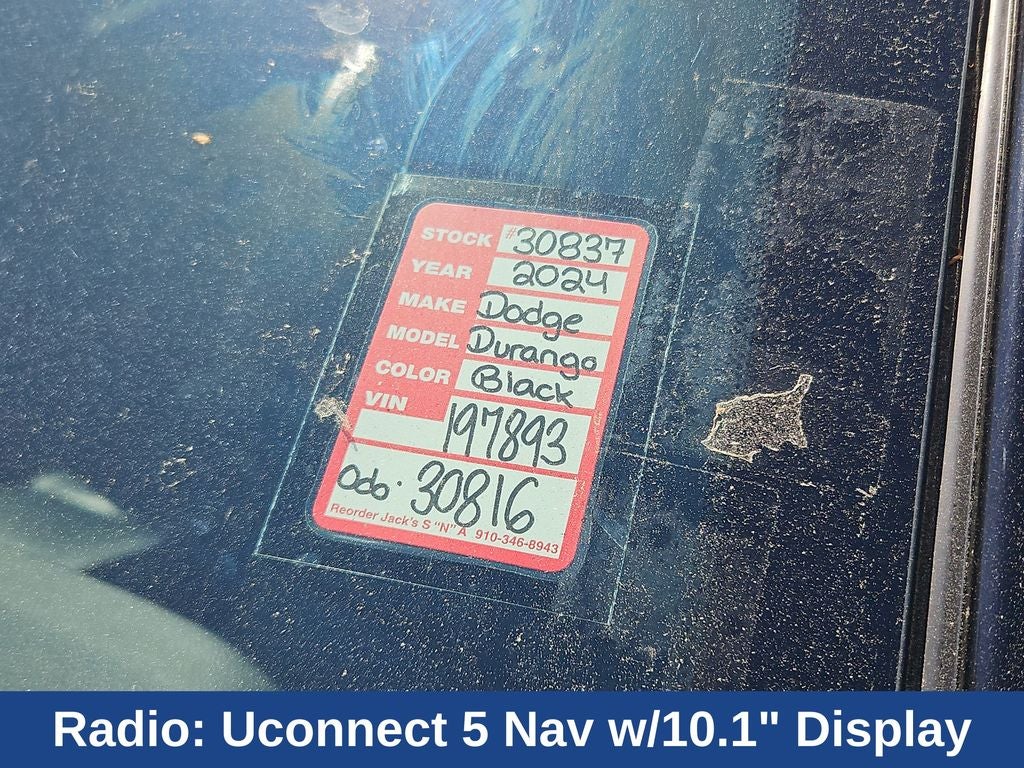 STOCK #30837
YEAR 2024
MAKE Dodge
MODEL Durango
COLOR Black
VIN 197893
Odo. 30816
Reorder Jack's S "N" A 910-346-8943
Radio: Uconnect 5 Nav w/10.1" Display